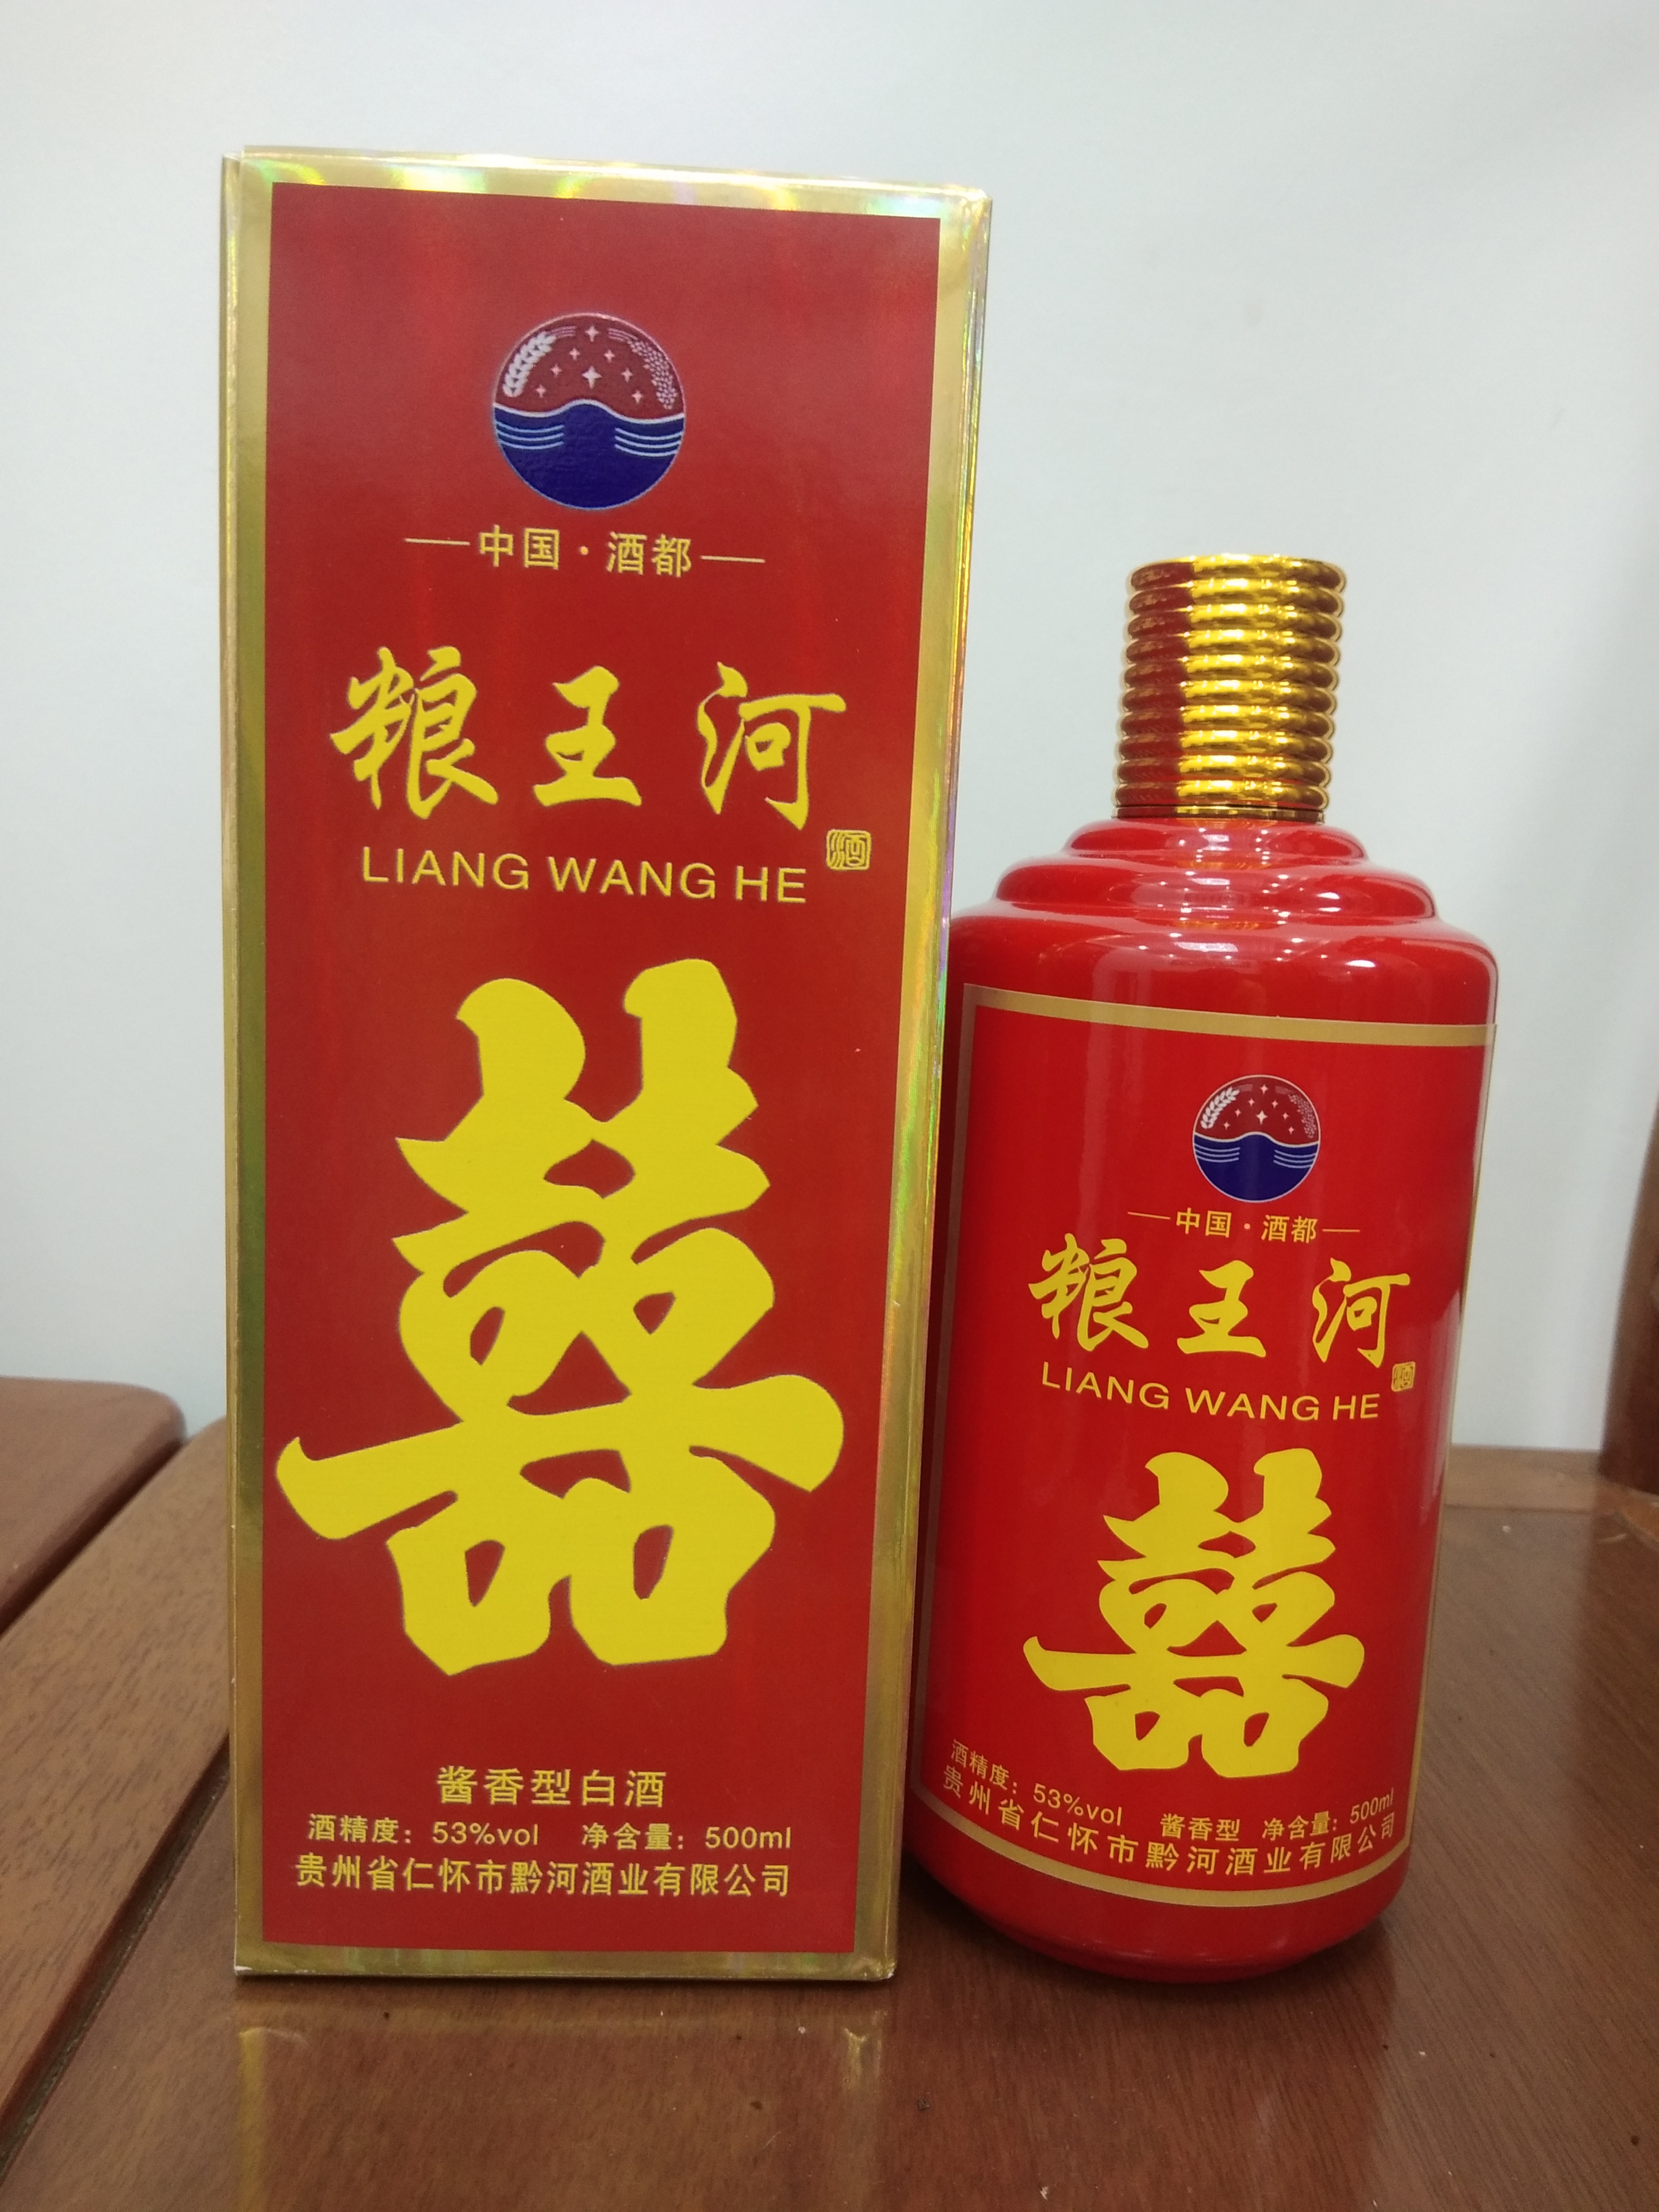 中国·酒都
粮王河
酒
LIANG WANG HE
囍
酱香型白酒
酒精度：53%vol 净含量：500ml
贵州省仁怀市黔河酒业有限公司
中国·酒都
粮王河
酒
LIANG WANG HE
囍
酒精度：53%vol 酱香型 净含量：500ml
贵州省仁怀市黔河酒业有限公司